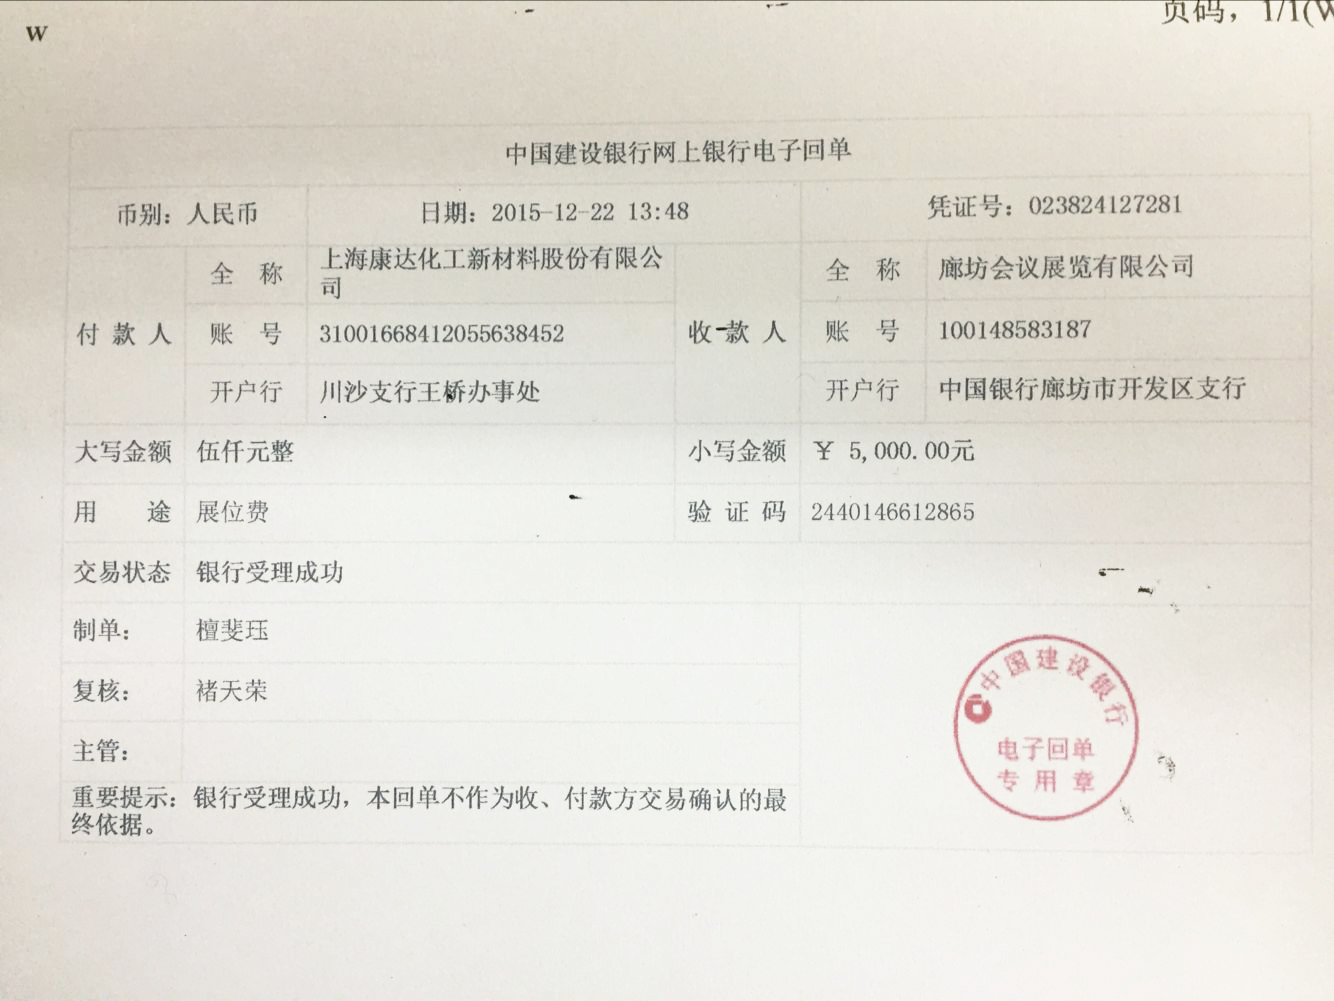 页码，1/1(W
w
中国建设银行网上银行电子回单
币别：人民币 日期：2015-12-22 13:48 凭证号：023824127281
付款人 全 称 上海康达化工新材料股份有限公
司
收款人 全 称 廊坊会议展览有限公司
账 号 31001668412055638452 账 号 100148583187
开户行 川沙支行王桥办事处 开户行 中国银行廊坊市开发区支行
大写金额 伍仟元整 小写金额 ￥ 5,000.00元
用 途 展位费 验证码 2440146612865
交易状态 银行受理成功
制单： 檀斐珏
复核： 褚天荣
主管：
重要提示：银行受理成功，本回单不作为收、付款方交易确认的最
终依据。
中国建设银行
电子回单
专用章